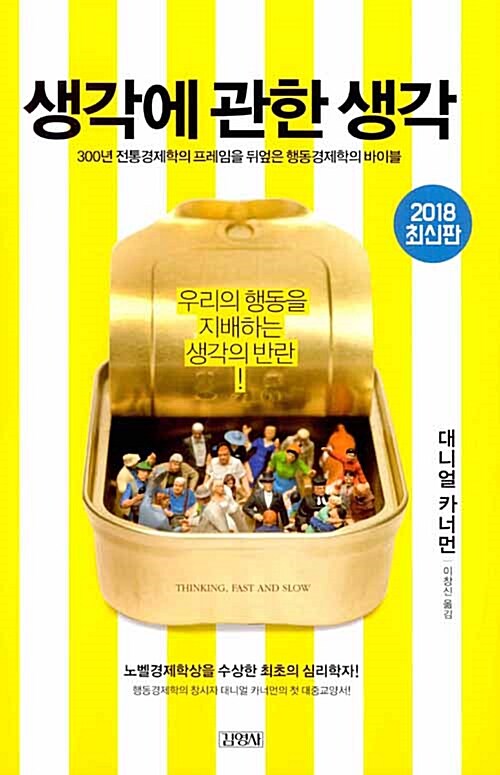 생각에 관한 생각
300년 전통경제학의 프레임을 뒤엎은 행동경제학의 바이블
2018
최신판
우리의 행동을
지배하는
생각의 반란
!
대니얼 카너먼
이창신 옮김
THINKING, FAST AND SLOW
노벨경제학상을 수상한 최초의 심리학자!
행동경제학의 창시자 대니얼 카너먼의 첫 대중교양서!
김영사